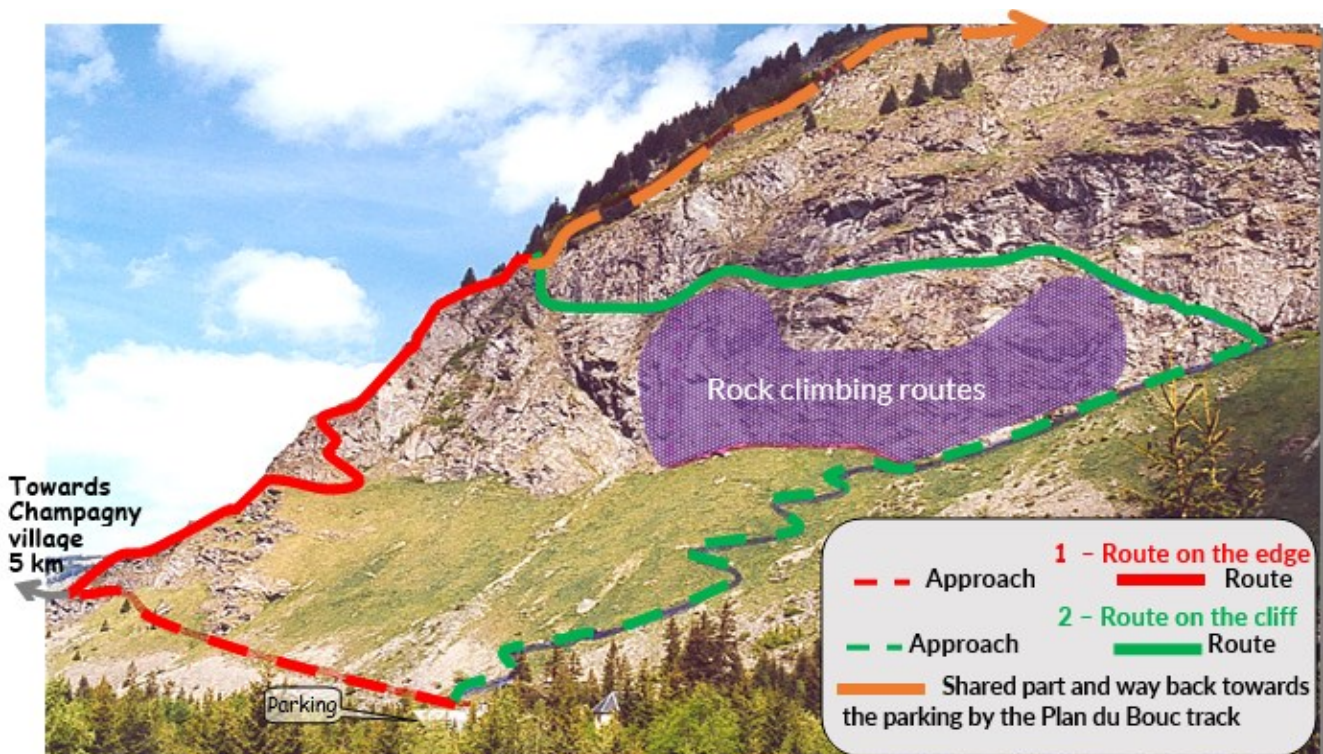 Rock climbing routes
Towards
Champagny
village
5 km
Parking
1 - Route on the edge
Approach Route
2 - Route on the cliff
Approach Route
Shared part and way back towards
the parking by the Plan du Bouc track